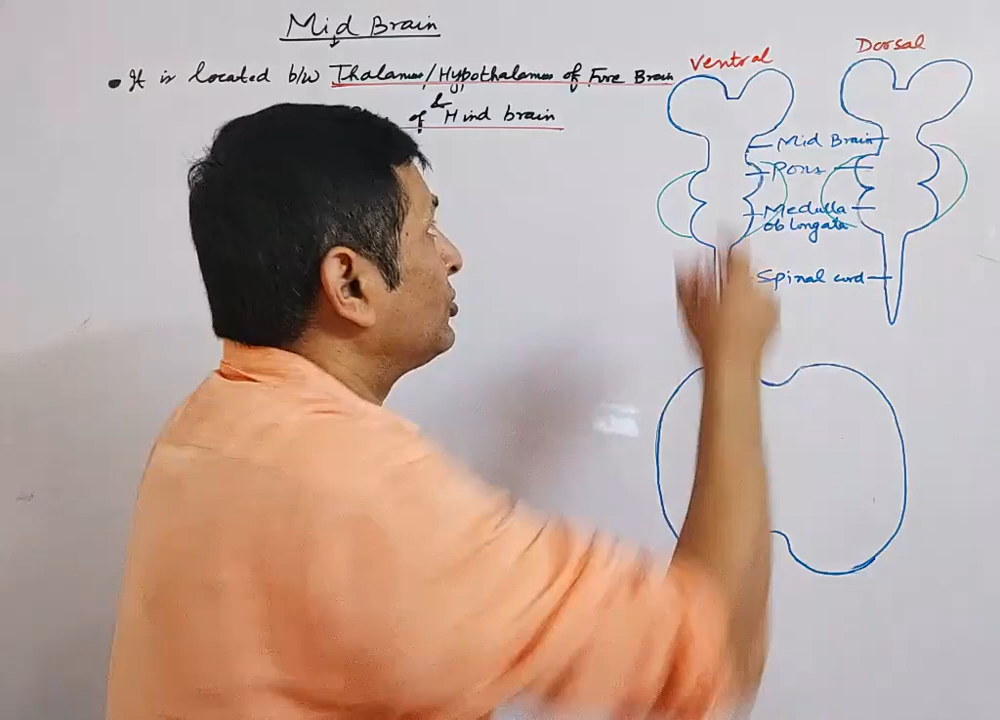 Mid Brain
• It is located b/w Thalamus/Hypothalamus of Fore Brain
&
of Hind brain
Ventral
Dorsal
Mid Brain
Pons
Medulla
oblongata
Spinal cord